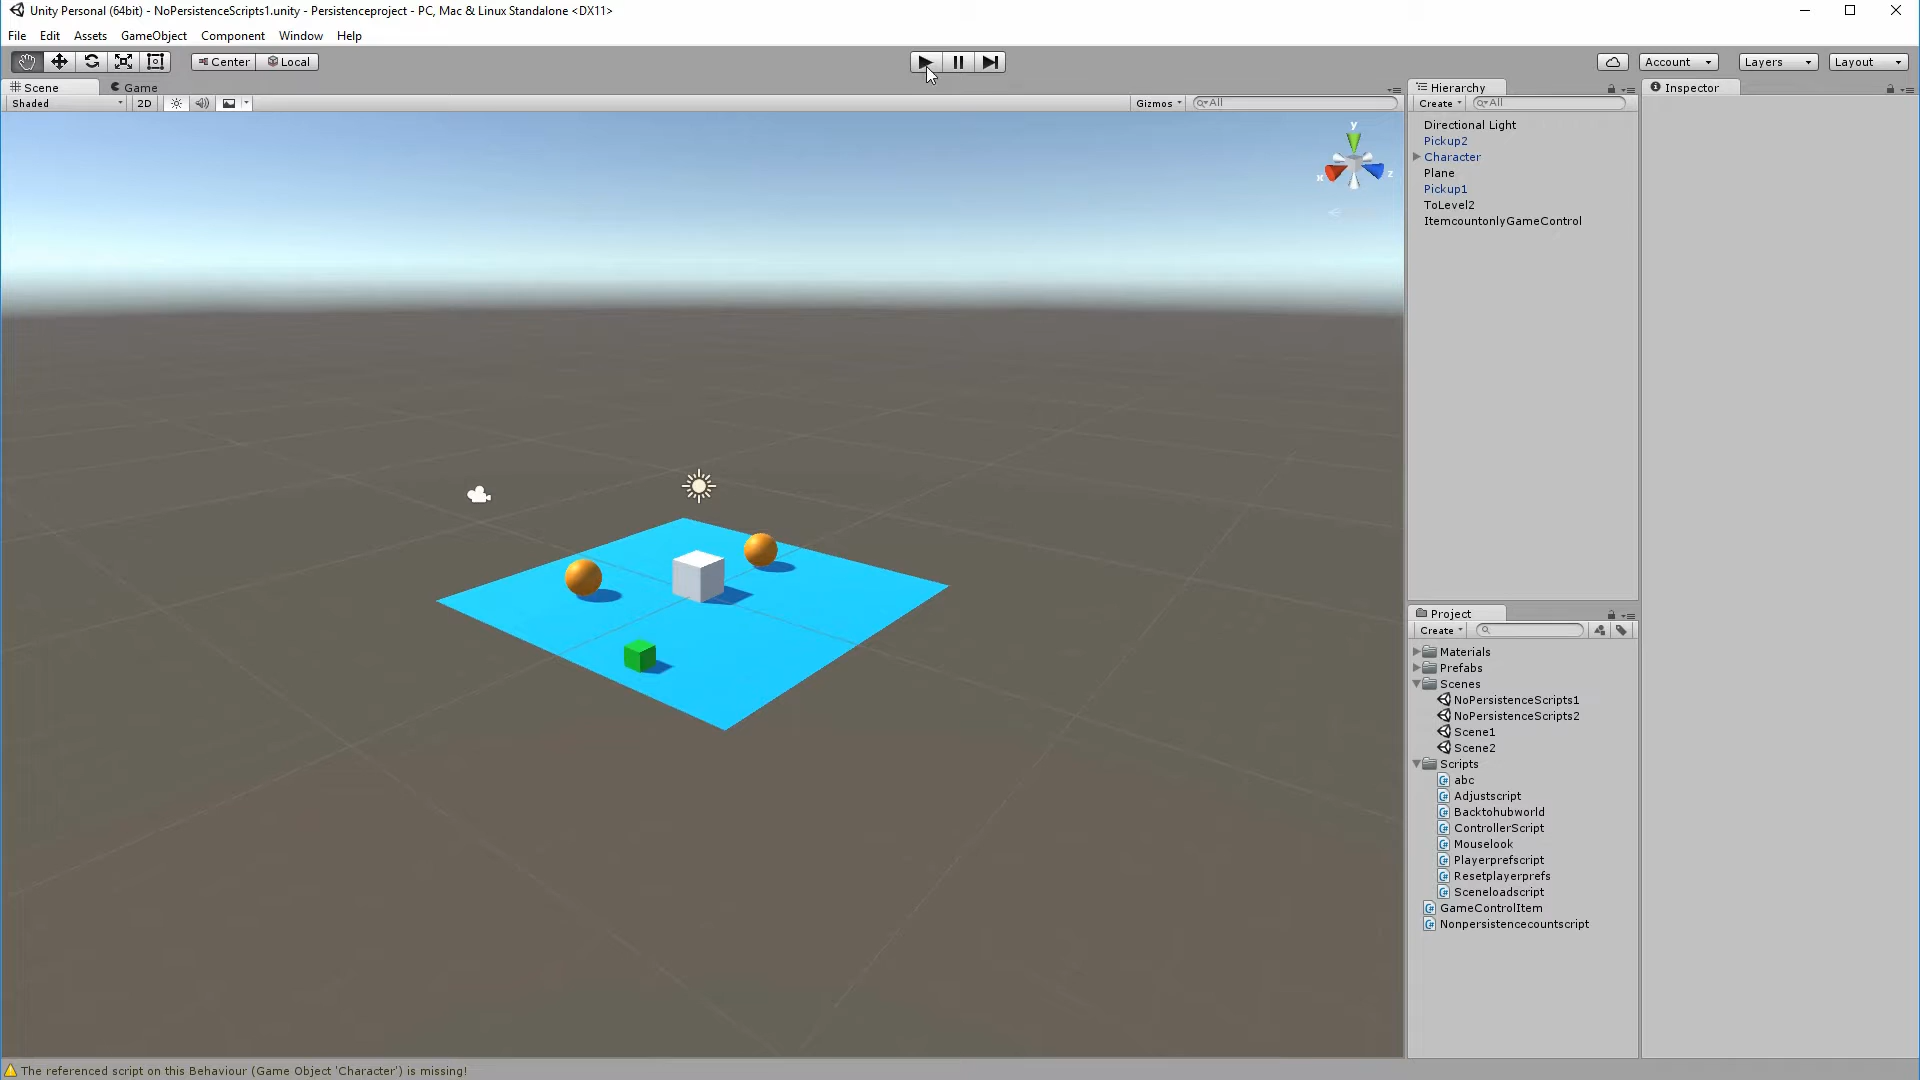 Unity Personal (64bit) - NoPersistenceScripts1.unity - Persistenceproject - PC, Mac & Linux Standalone <DX11>
File Edit Assets GameObject Component Window Help
Center Local Account Layers Layout
Scene Game
Shaded 2D Gizmos All
y
x z
Hierarchy
Create All
Directional Light
Pickup2
Character
Plane
Pickup1
ToLevel2
ItemcountonlyGameControl
Inspector
Project
Create
Materials
Prefabs
Scenes
NoPersistenceScripts1
NoPersistenceScripts2
Scene1
Scene2
Scripts
abc
Adjustscript
Backtohubworld
ControllerScript
Mouselook
Playerprefscript
Resetplayerprefs
Sceneloadscript
GameControlItem
Nonpersistencecountscript
The referenced script on this Behaviour (Game Object 'Character') is missing!